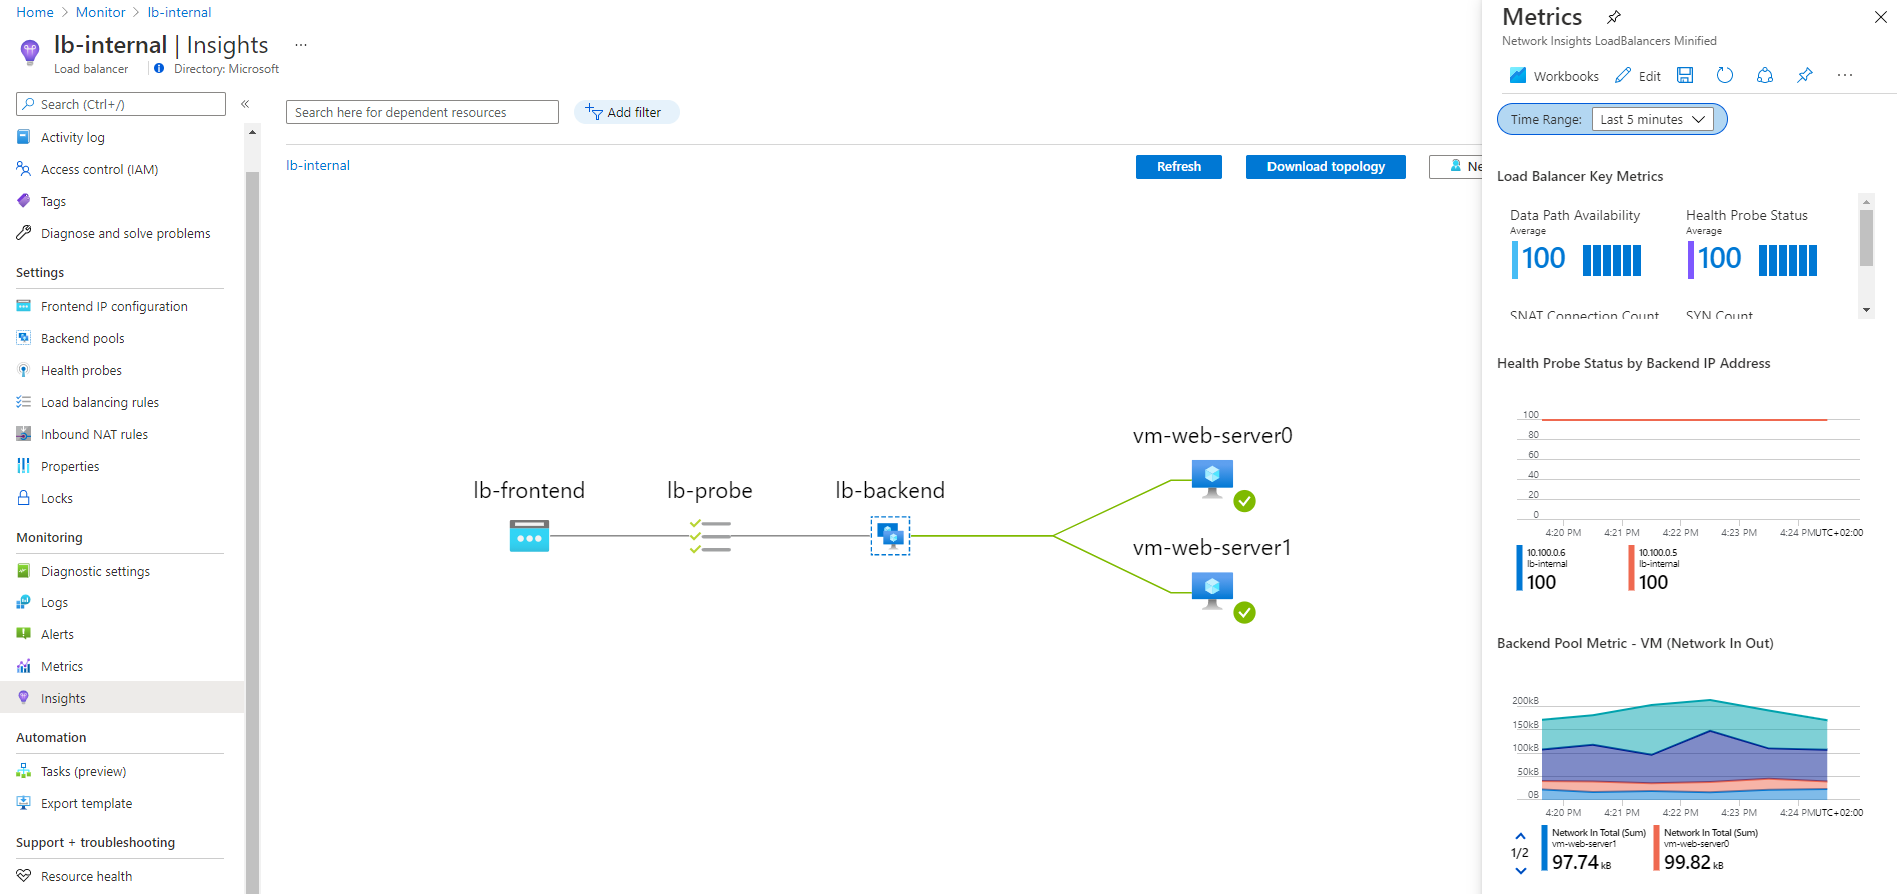 Home > Monitor > lb-internal
lb-internal | Insights ...
Load balancer
Directory: Microsoft
Search (Ctrl+/)
«
Activity log
Access control (IAM)
Tags
Diagnose and solve problems
Settings
Frontend IP configuration
Backend pools
Health probes
Load balancing rules
Inbound NAT rules
Properties
Locks
Monitoring
Diagnostic settings
Logs
Alerts
Metrics
Insights
Automation
Tasks (preview)
Export template
Support + troubleshooting
Resource health
Search here for dependent resources
Add filter
lb-internal
Refresh
Download topology
Ne
lb-frontend
lb-probe
lb-backend
vm-web-server0
vm-web-server1
Metrics
Network Insights LoadBalancers Minified
Workbooks
Edit
...
Time Range: Last 5 minutes
Load Balancer Key Metrics
Data Path Availability
Average
100
Health Probe Status
Average
100
SNAT Connection Count
SYN Count
Health Probe Status by Backend IP Address
100
80
60
40
20
0
4:20 PM 4:21 PM 4:22 PM 4:23 PM 4:24 PM UTC+02:00
10.100.0.6
lb-internal
100
10.100.0.5
lb-internal
100
Backend Pool Metric - VM (Network In Out)
200kB
150kB
100kB
50kB
0B
4:20 PM 4:21 PM 4:22 PM 4:23 PM 4:24 PM UTC+02:00
1/2
Network In Total (Sum)
vm-web-server1
97.74 kB
Network In Total (Sum)
vm-web-server0
99.82 kB